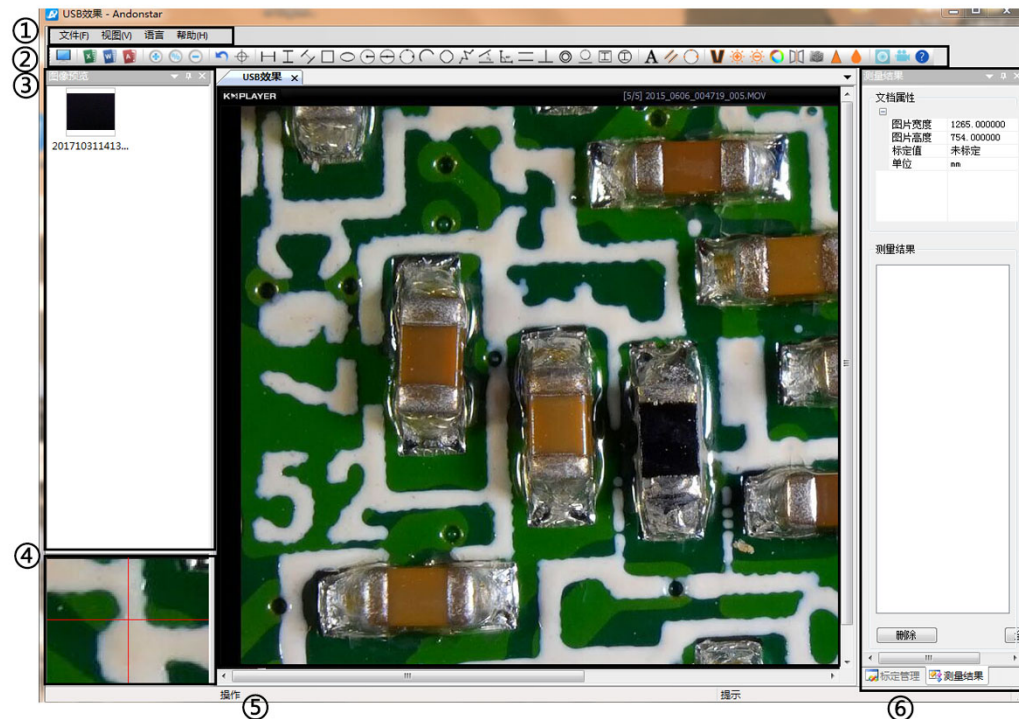 USB效果 - Andonstar
①
文件(F) 视图(V) 语言 帮助(H)
②
③
图像预览
USB效果 x
测量结果
KMPLAYER
[5/5] 2015_0606_004719_005.MOV
201710311413...
文档属性
图片宽度 1265.000000
图片高度 754.000000
标定值 未标定
单位 mm
测量结果
52
④
删除
标定管理 测量结果
操作
提示
⑤
⑥